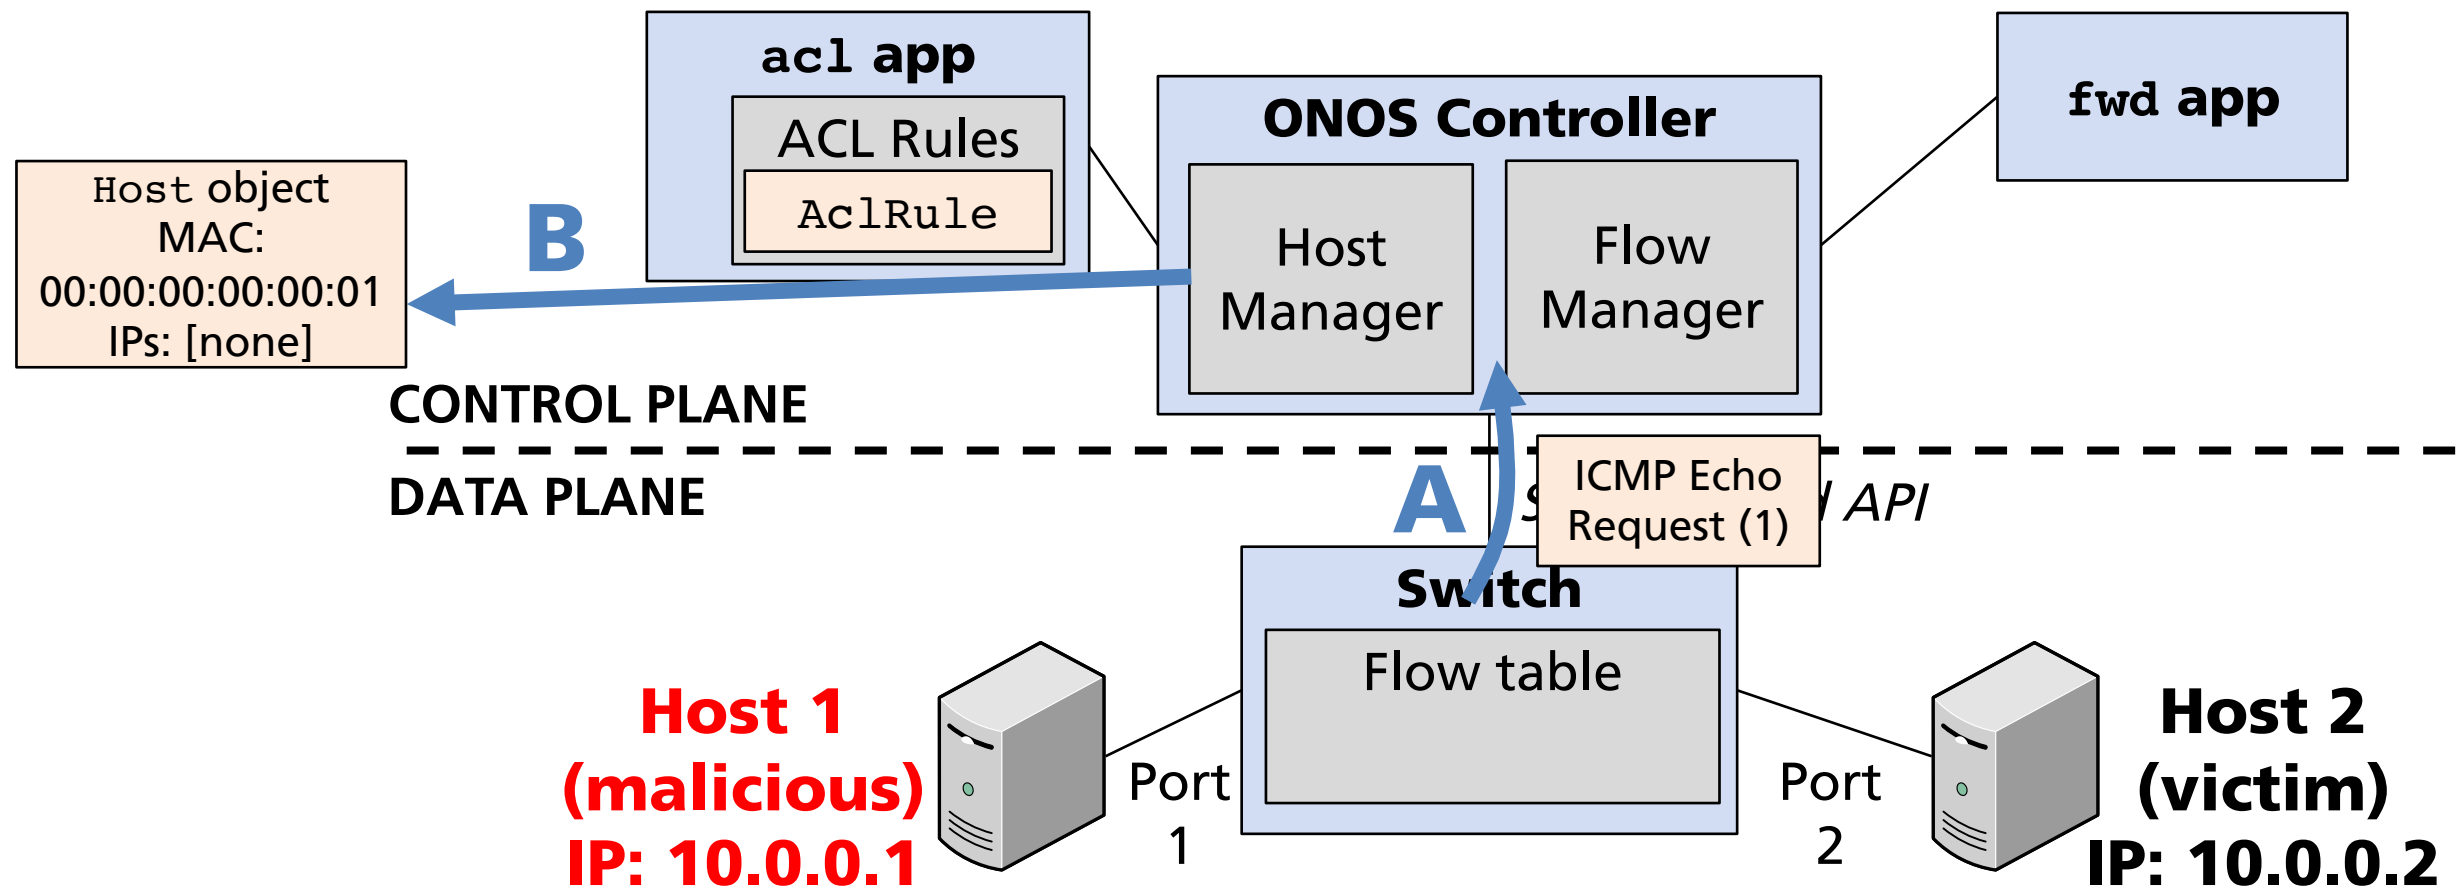 acl app
ACL Rules
AclRule
ONOS Controller
Host
Manager
Flow
Manager
fwd app
Host object
MAC:
00:00:00:00:00:01
IPs: [none]
B
CONTROL PLANE
DATA PLANE
A
ICMP Echo
Request (1)
API
Switch
Flow table
Host 1
(malicious)
IP: 10.0.0.1
Port
1
Port
2
Host 2
(victim)
IP: 10.0.0.2